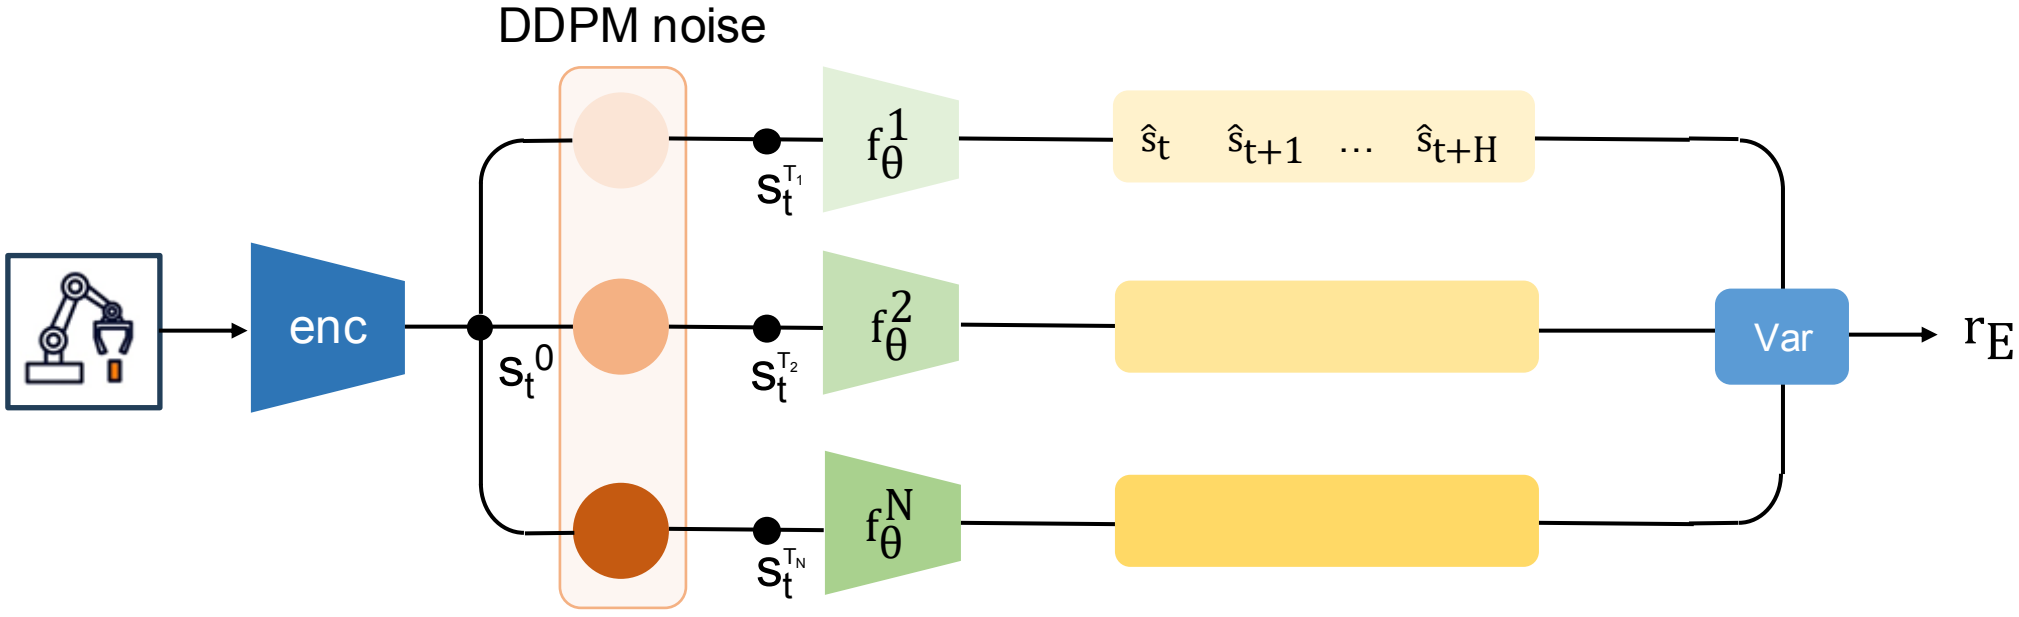 DDPM noise
enc
s_t^0
s_t^{T_1}
f_θ^1
ŝ_t ŝ_{t+1} … ŝ_{t+H}
s_t^{T_2}
f_θ^2
s_t^{T_N}
f_θ^N
Var
r_E